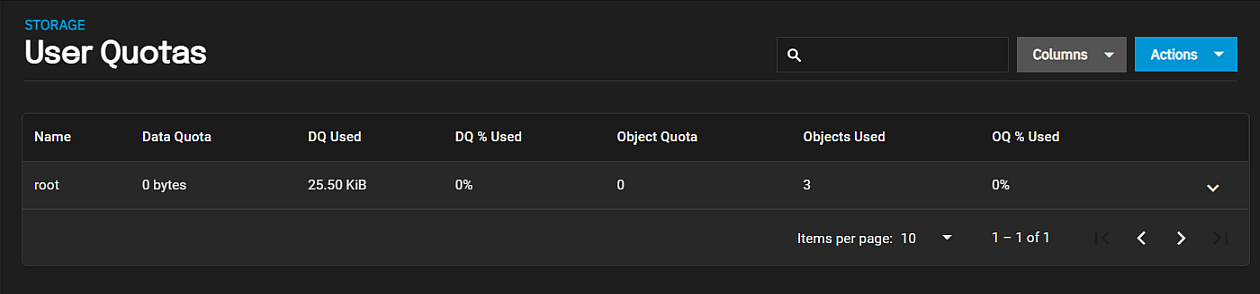 STORAGE
User Quotas
Columns Actions
Name Data Quota DQ Used DQ % Used Object Quota Objects Used OQ % Used
root 0 bytes 25.50 KiB 0% 0 3 0%
Items per page: 10 1 – 1 of 1